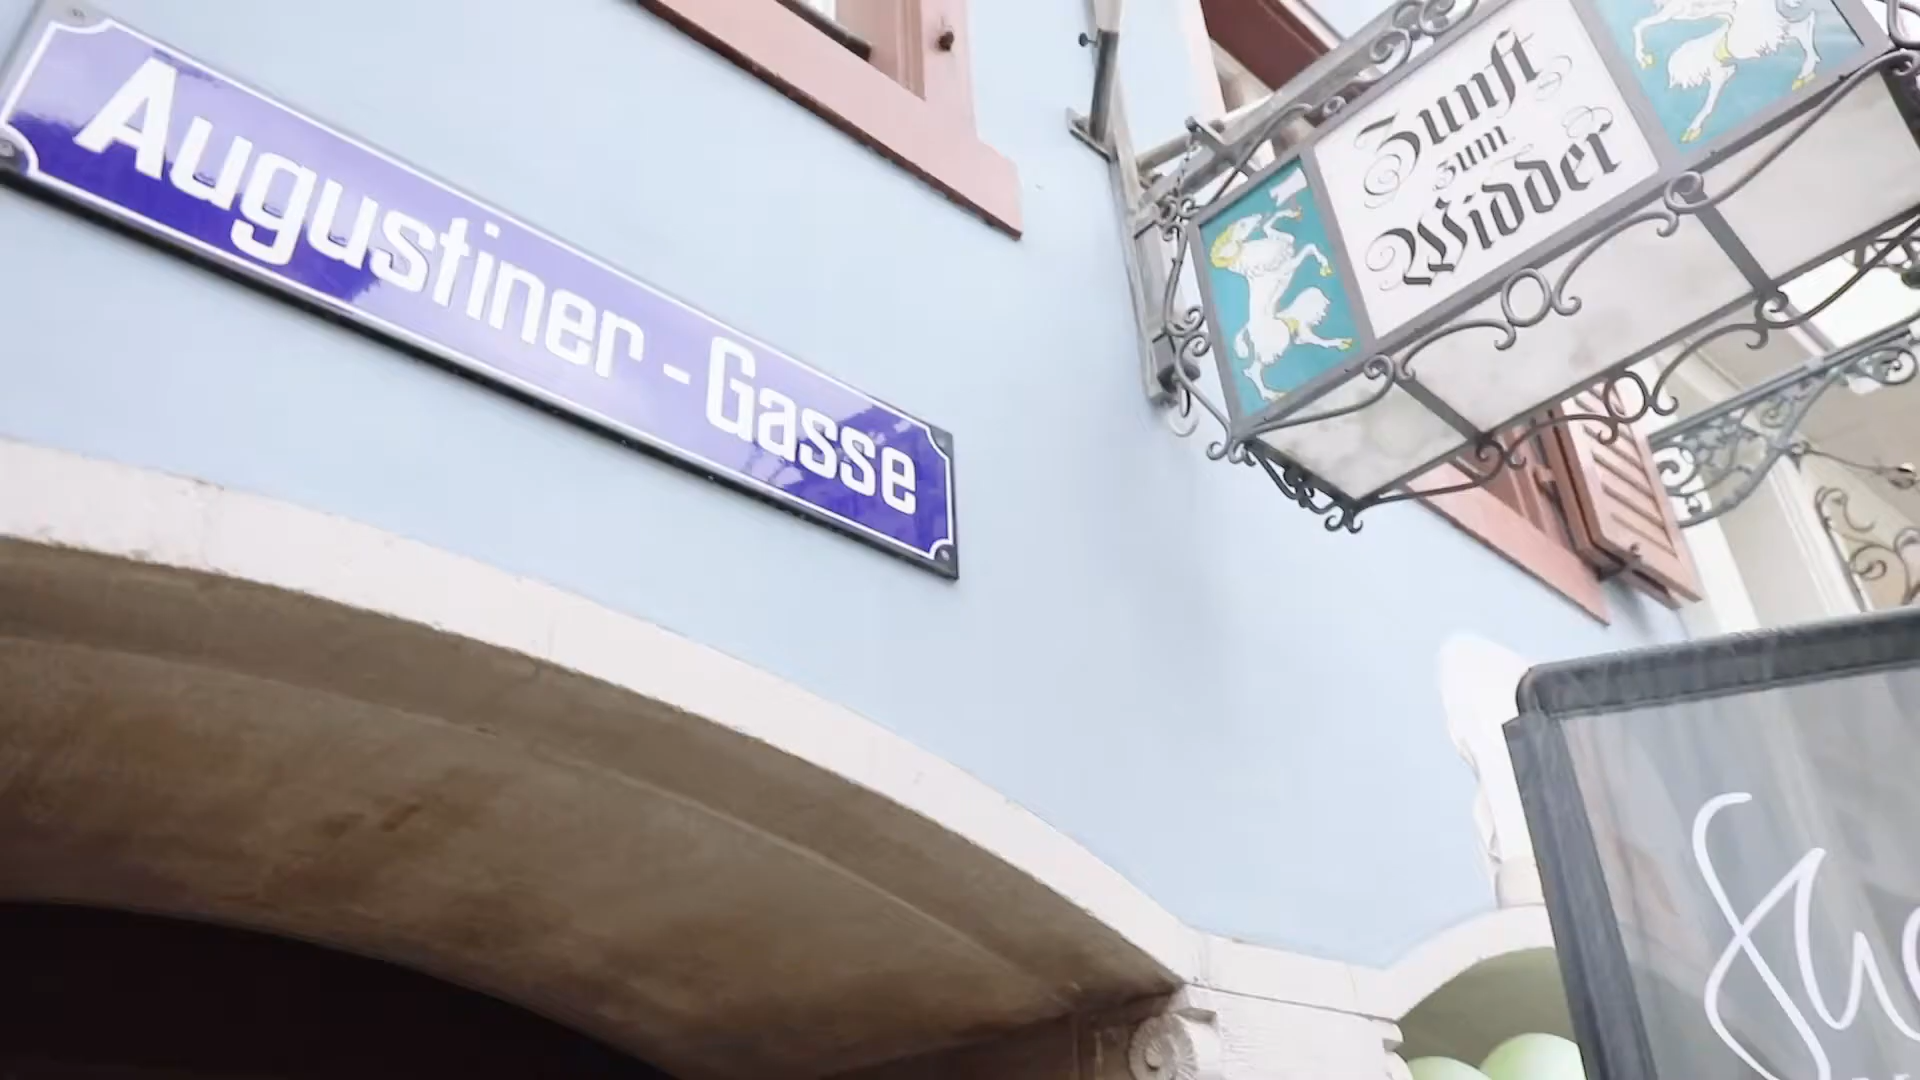 Augustiner - Gasse
Zunft
zum
Widder